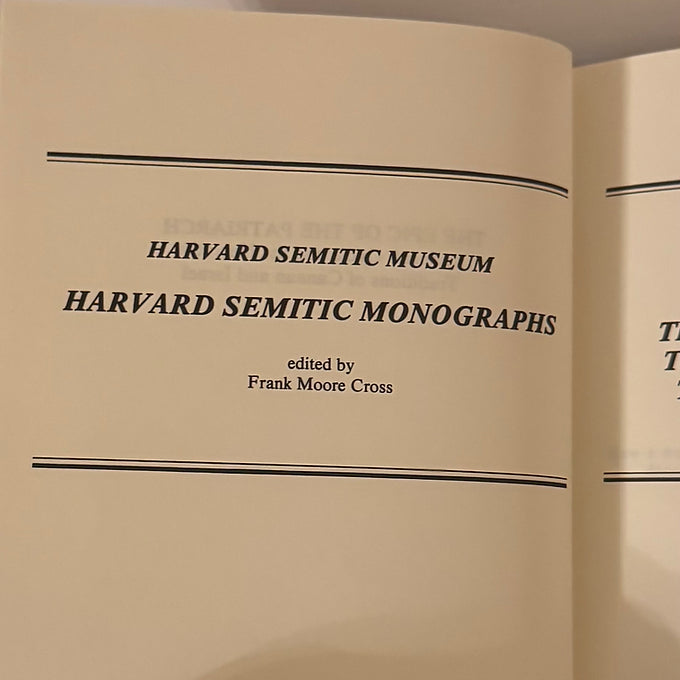 HARVARD SEMITIC MUSEUM
HARVARD SEMITIC MONOGRAPHS
edited by
Frank Moore Cross